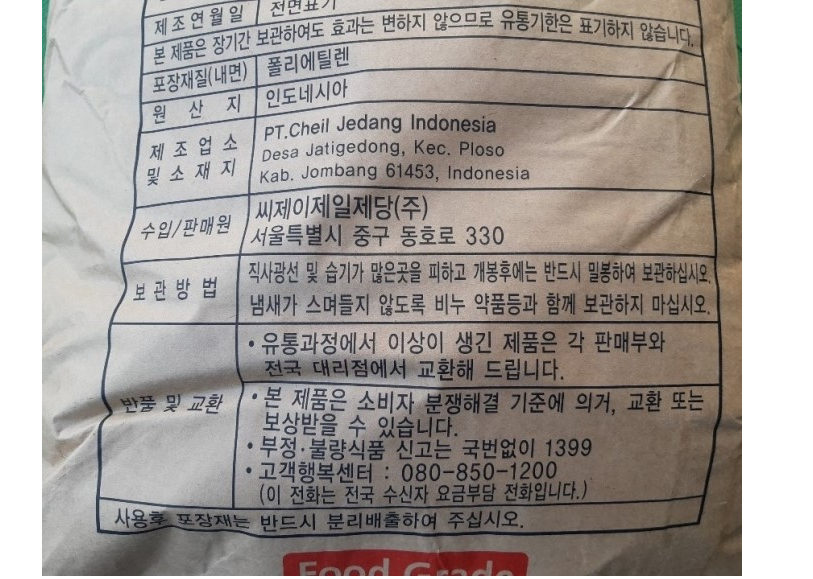 제조연월일 전면표기
본 제품은 장기간 보관하여도 효과는 변하지 않으므로 유통기한은 표기하지 않습니다.
포장재질(내면) 폴리에틸렌
원 산 지 인도네시아
제 조 업 소
및 소 재 지
PT.Cheil Jedang Indonesia
Desa Jatigedong, Kec. Ploso
Kab. Jombang 61453, Indonesia
수입/판매원
씨제이제일제당(주)
서울특별시 중구 동호로 330
보 관 방 법
직사광선 및 습기가 많은곳을 피하고 개봉후에는 반드시 밀봉하여 보관하십시오.
냄새가 스며들지 않도록 비누 약품등과 함께 보관하지 마십시오.
반품 및 교환
• 유통과정에서 이상이 생긴 제품은 각 판매부와
전국 대리점에서 교환해 드립니다.
• 본 제품은 소비자 분쟁해결 기준에 의거, 교환 또는
보상받을 수 있습니다.
• 부정·불량식품 신고는 국번없이 1399
• 고객행복센터 : 080-850-1200
(이 전화는 전국 수신자 요금부담 전화입니다.)
사용후 포장재는 반드시 분리배출하여 주십시오.
Food Grade